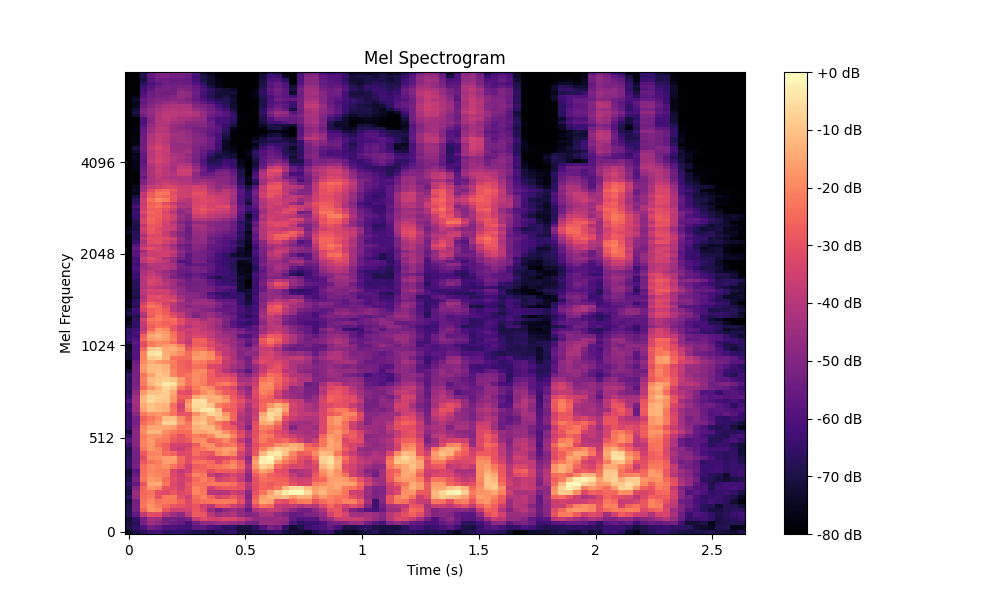 Mel Spectrogram
+0 dB
-10 dB
-20 dB
-30 dB
-40 dB
-50 dB
-60 dB
-70 dB
-80 dB
4096
2048
1024
512
0
Mel Frequency
0 0.5 1 1.5 2 2.5
Time (s)